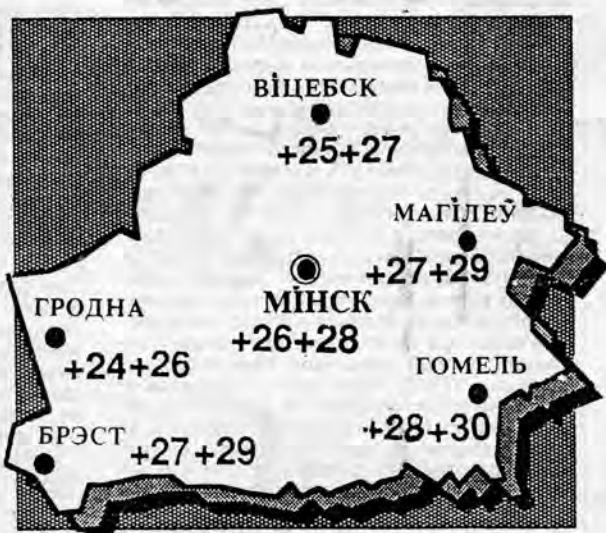 ВІЦЕБСК
+25+27
МАГІЛЕЎ
+27+29
МІНСК
+26+28
ГРОДНА
+24+26
ГОМЕЛЬ
+28+30
БРЭСТ +27+29